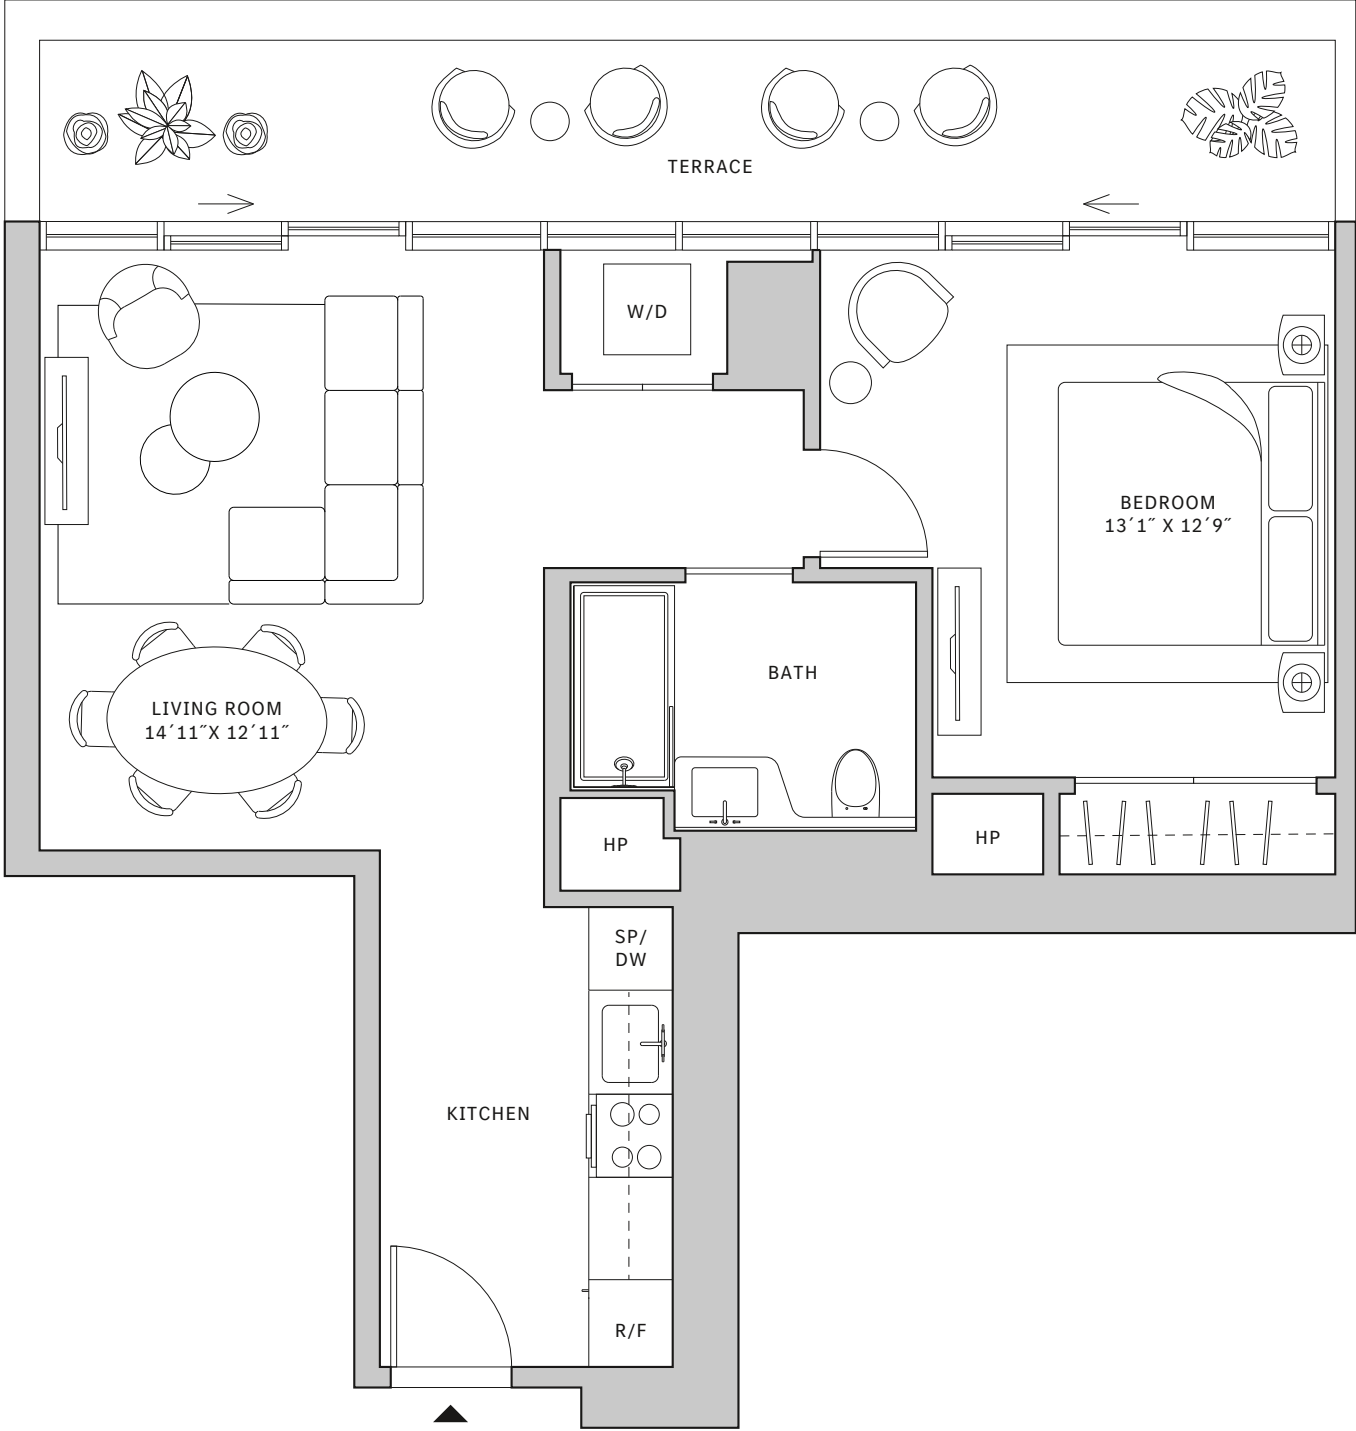 TERRACE
W/D
BEDROOM
13´1˝ X 12´9˝
BATH
LIVING ROOM
14´11˝X 12´11˝
HP
HP
SP/
DW
KITCHEN
R/F